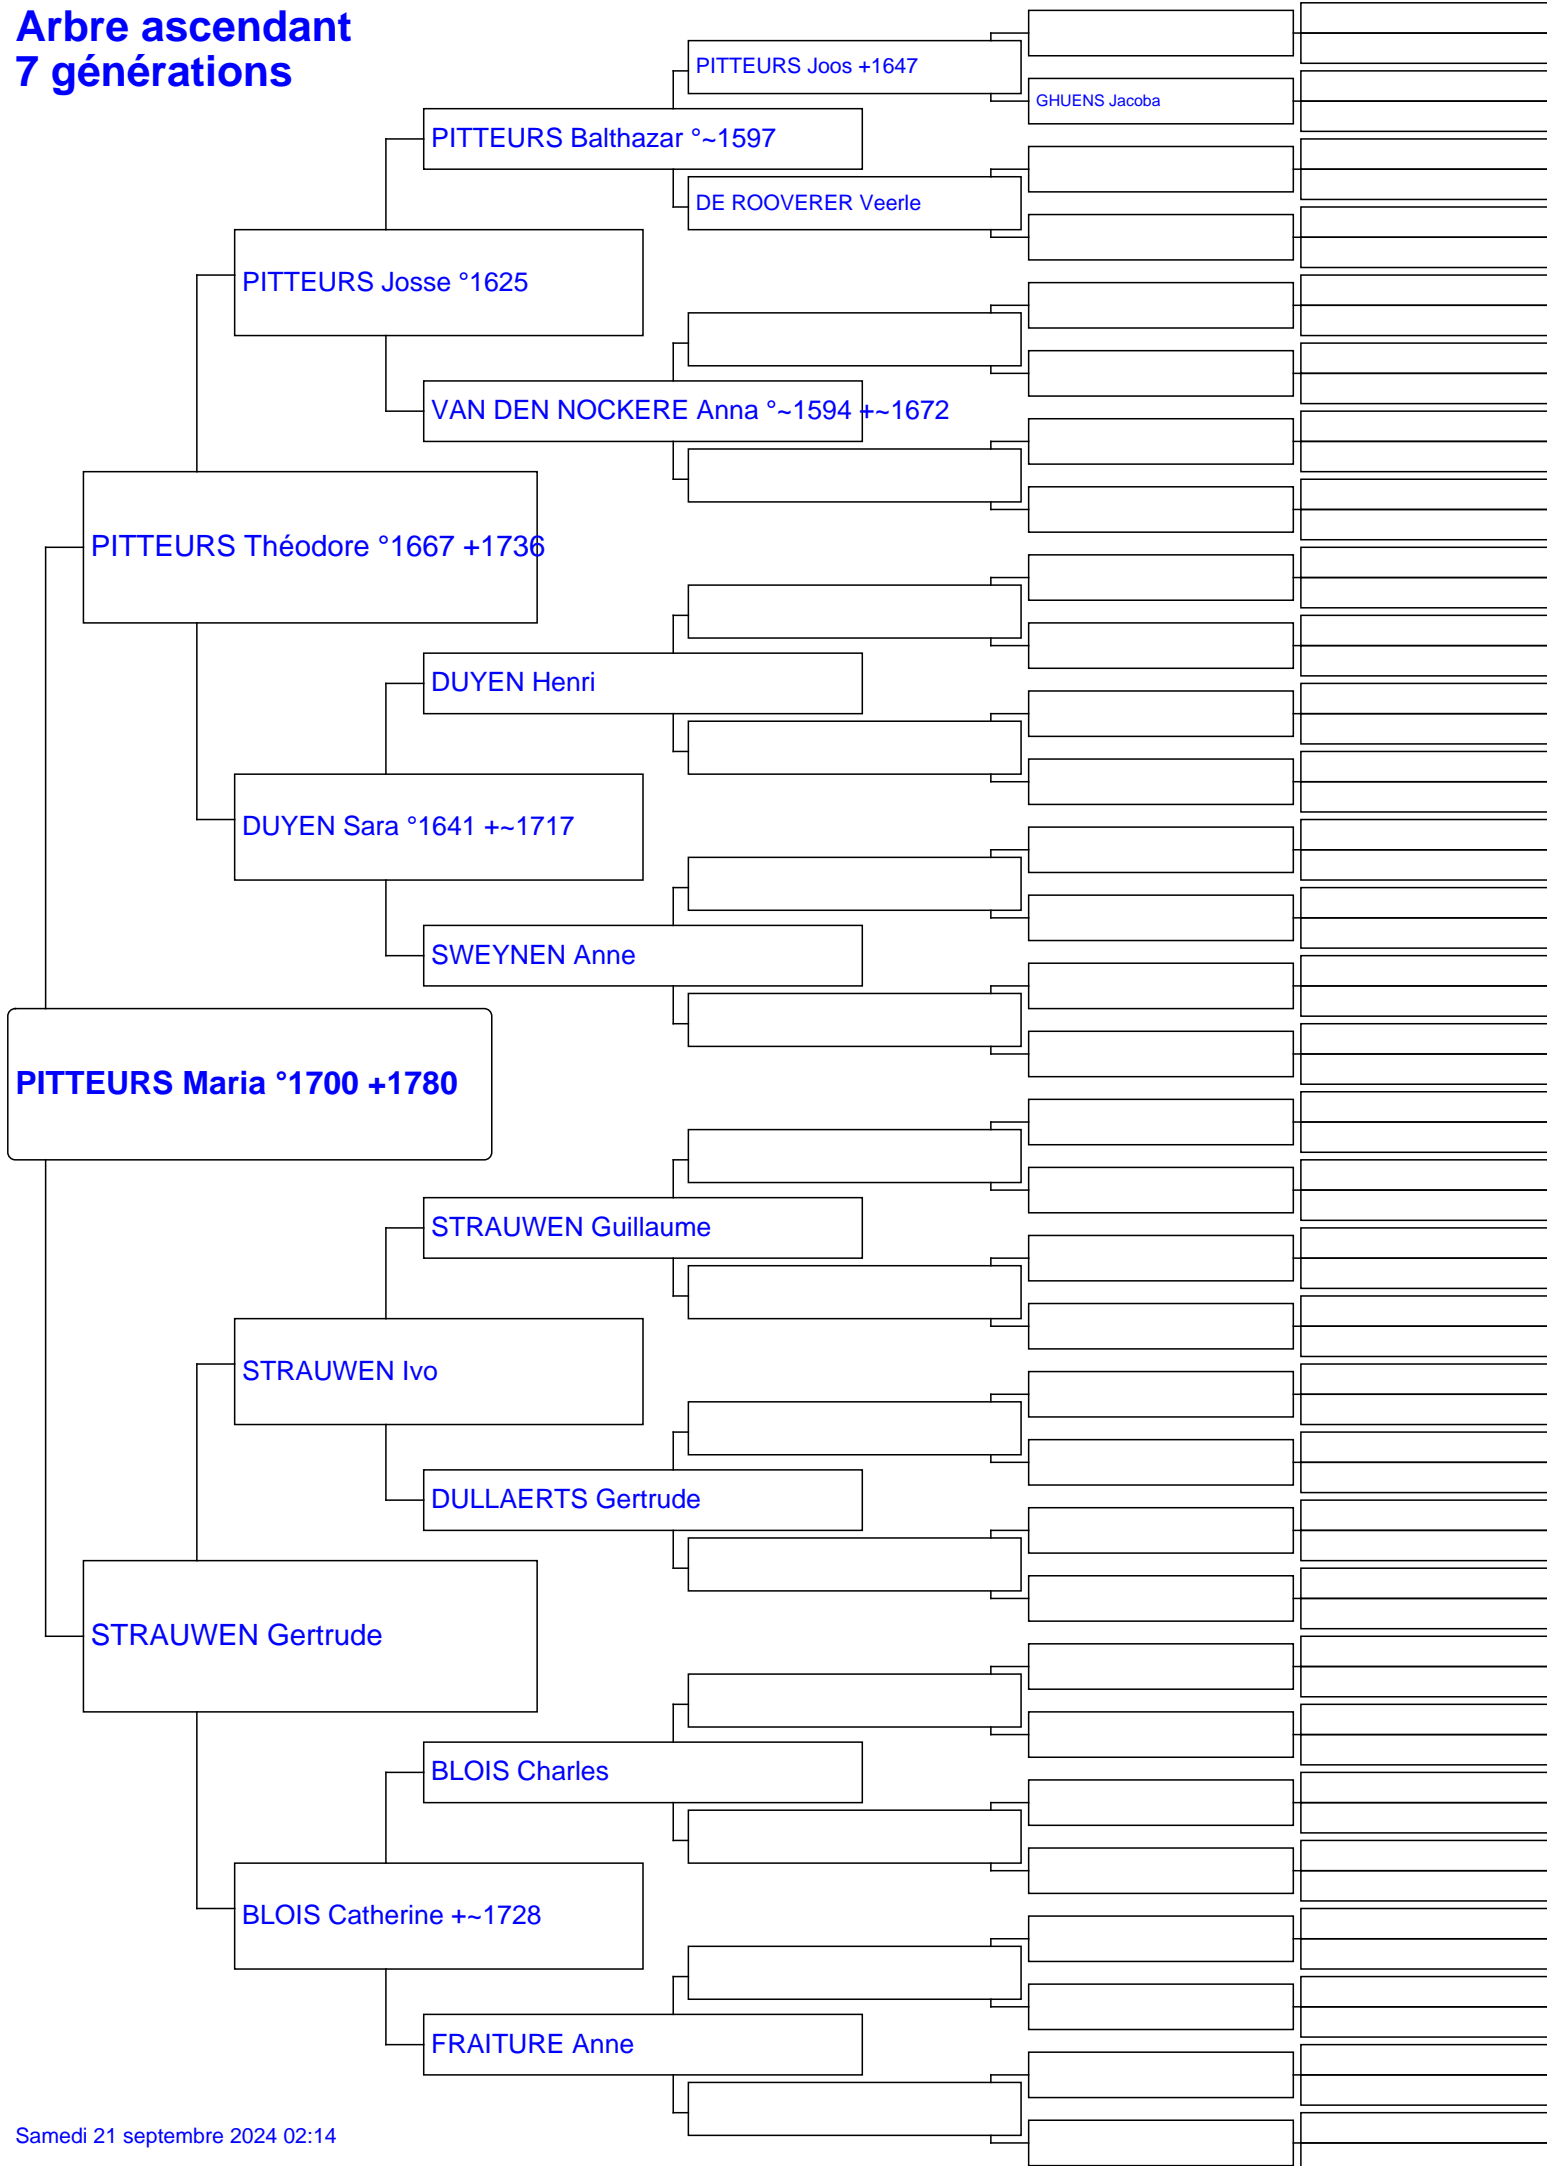 Arbre ascendant
7 générations
PITTEURS Joos +1647
GHUENS Jacoba
PITTEURS Balthazar °~1597
DE ROOVERER Veerle
PITTEURS Josse °1625
VAN DEN NOCKERE Anna °~1594 +~1672
PITTEURS Théodore °1667 +1736
DUYEN Henri
DUYEN Sara °1641 +~1717
SWEYNEN Anne
PITTEURS Maria °1700 +1780
STRAUWEN Guillaume
STRAUWEN Ivo
DULLAERTS Gertrude
STRAUWEN Gertrude
BLOIS Charles
BLOIS Catherine +~1728
FRAITURE Anne
Samedi 21 septembre 2024 02:14